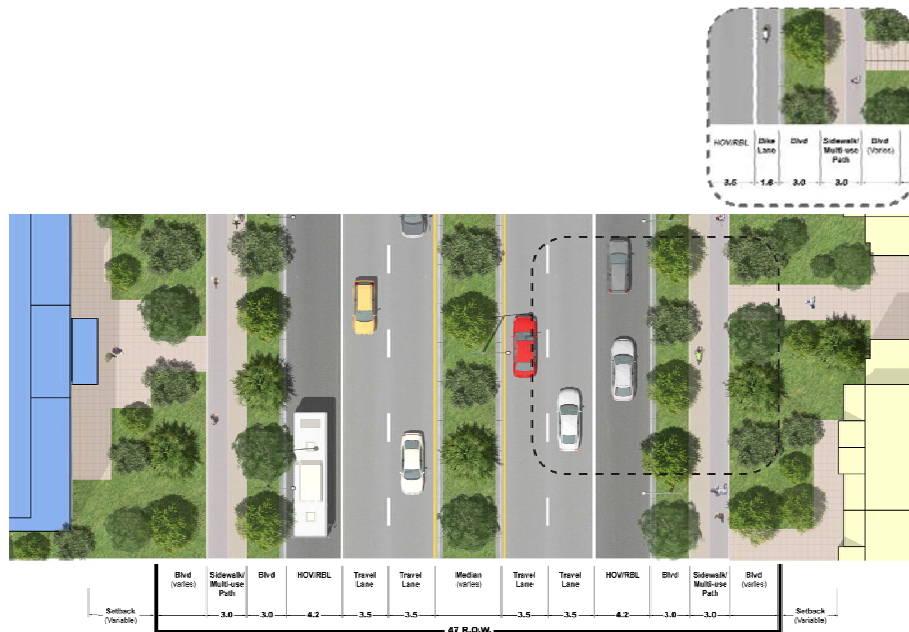 HOV/RBL
Bike
Lane
Blvd
Sidewalk/
Multi-use
Path
Blvd
(Varies)
3.5
1.8
3.0
3.0
Blvd
(varies)
Sidewalk/
Multi-use
Path
Blvd
HOV/RBL
Travel
Lane
Travel
Lane
Median
(varies)
Travel
Lane
Travel
Lane
HOV/RBL
Blvd
Sidewalk/
Multi-use
Path
Blvd
(varies)
Setback
(Variable)
3.0
3.0
4.2
3.5
3.5
3.5
3.5
4.2
3.0
3.0
Setback
(Variable)
47 R.O.W.